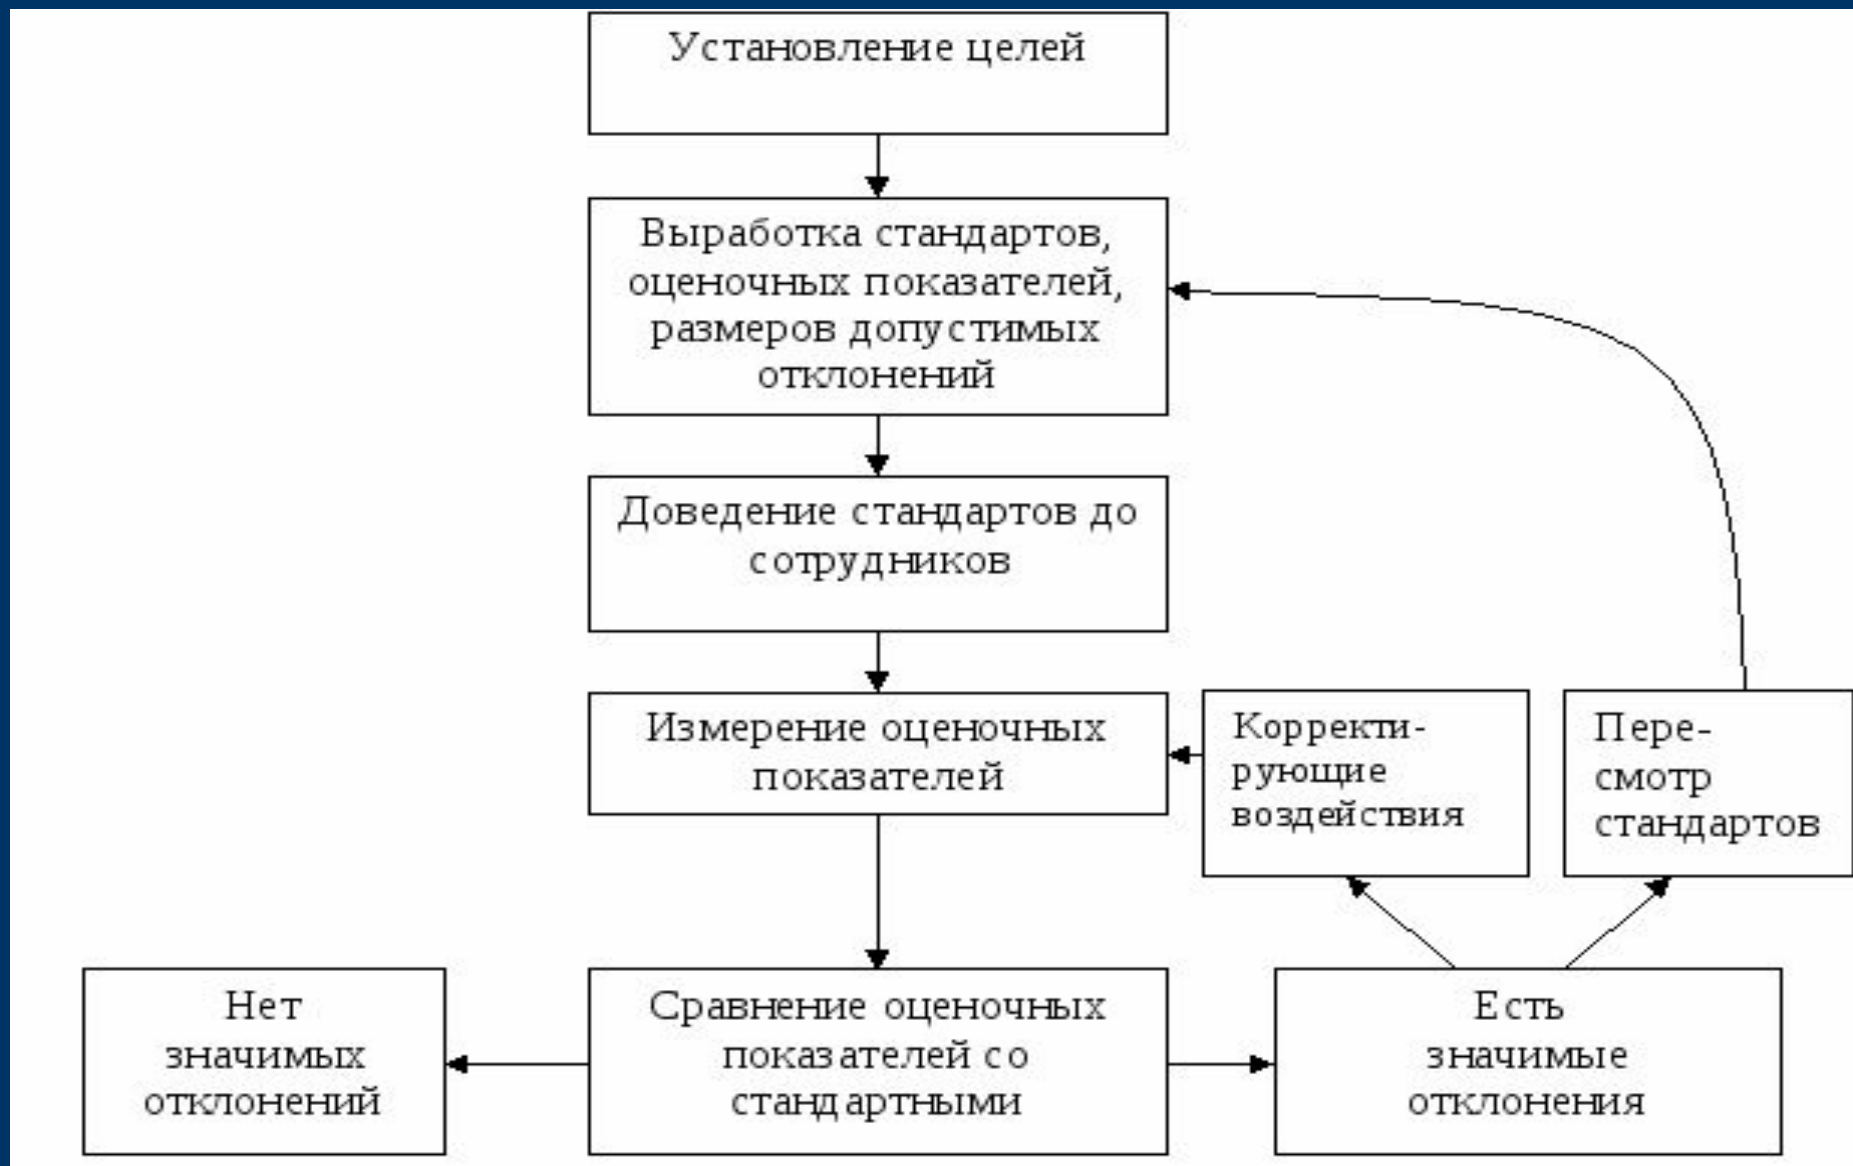 Установление целей
Выработка стандартов,
оценочных показателей,
размеров допустимых
отклонений
Доведение стандартов до
сотрудников
Измерение оценочных
показателей
Корректи-
рующие
воздействия
Пере-
смотр
стандартов
Нет
значимых
отклонений
Сравнение оценочных
показателей со
стандартными
Есть
значимые
отклонения